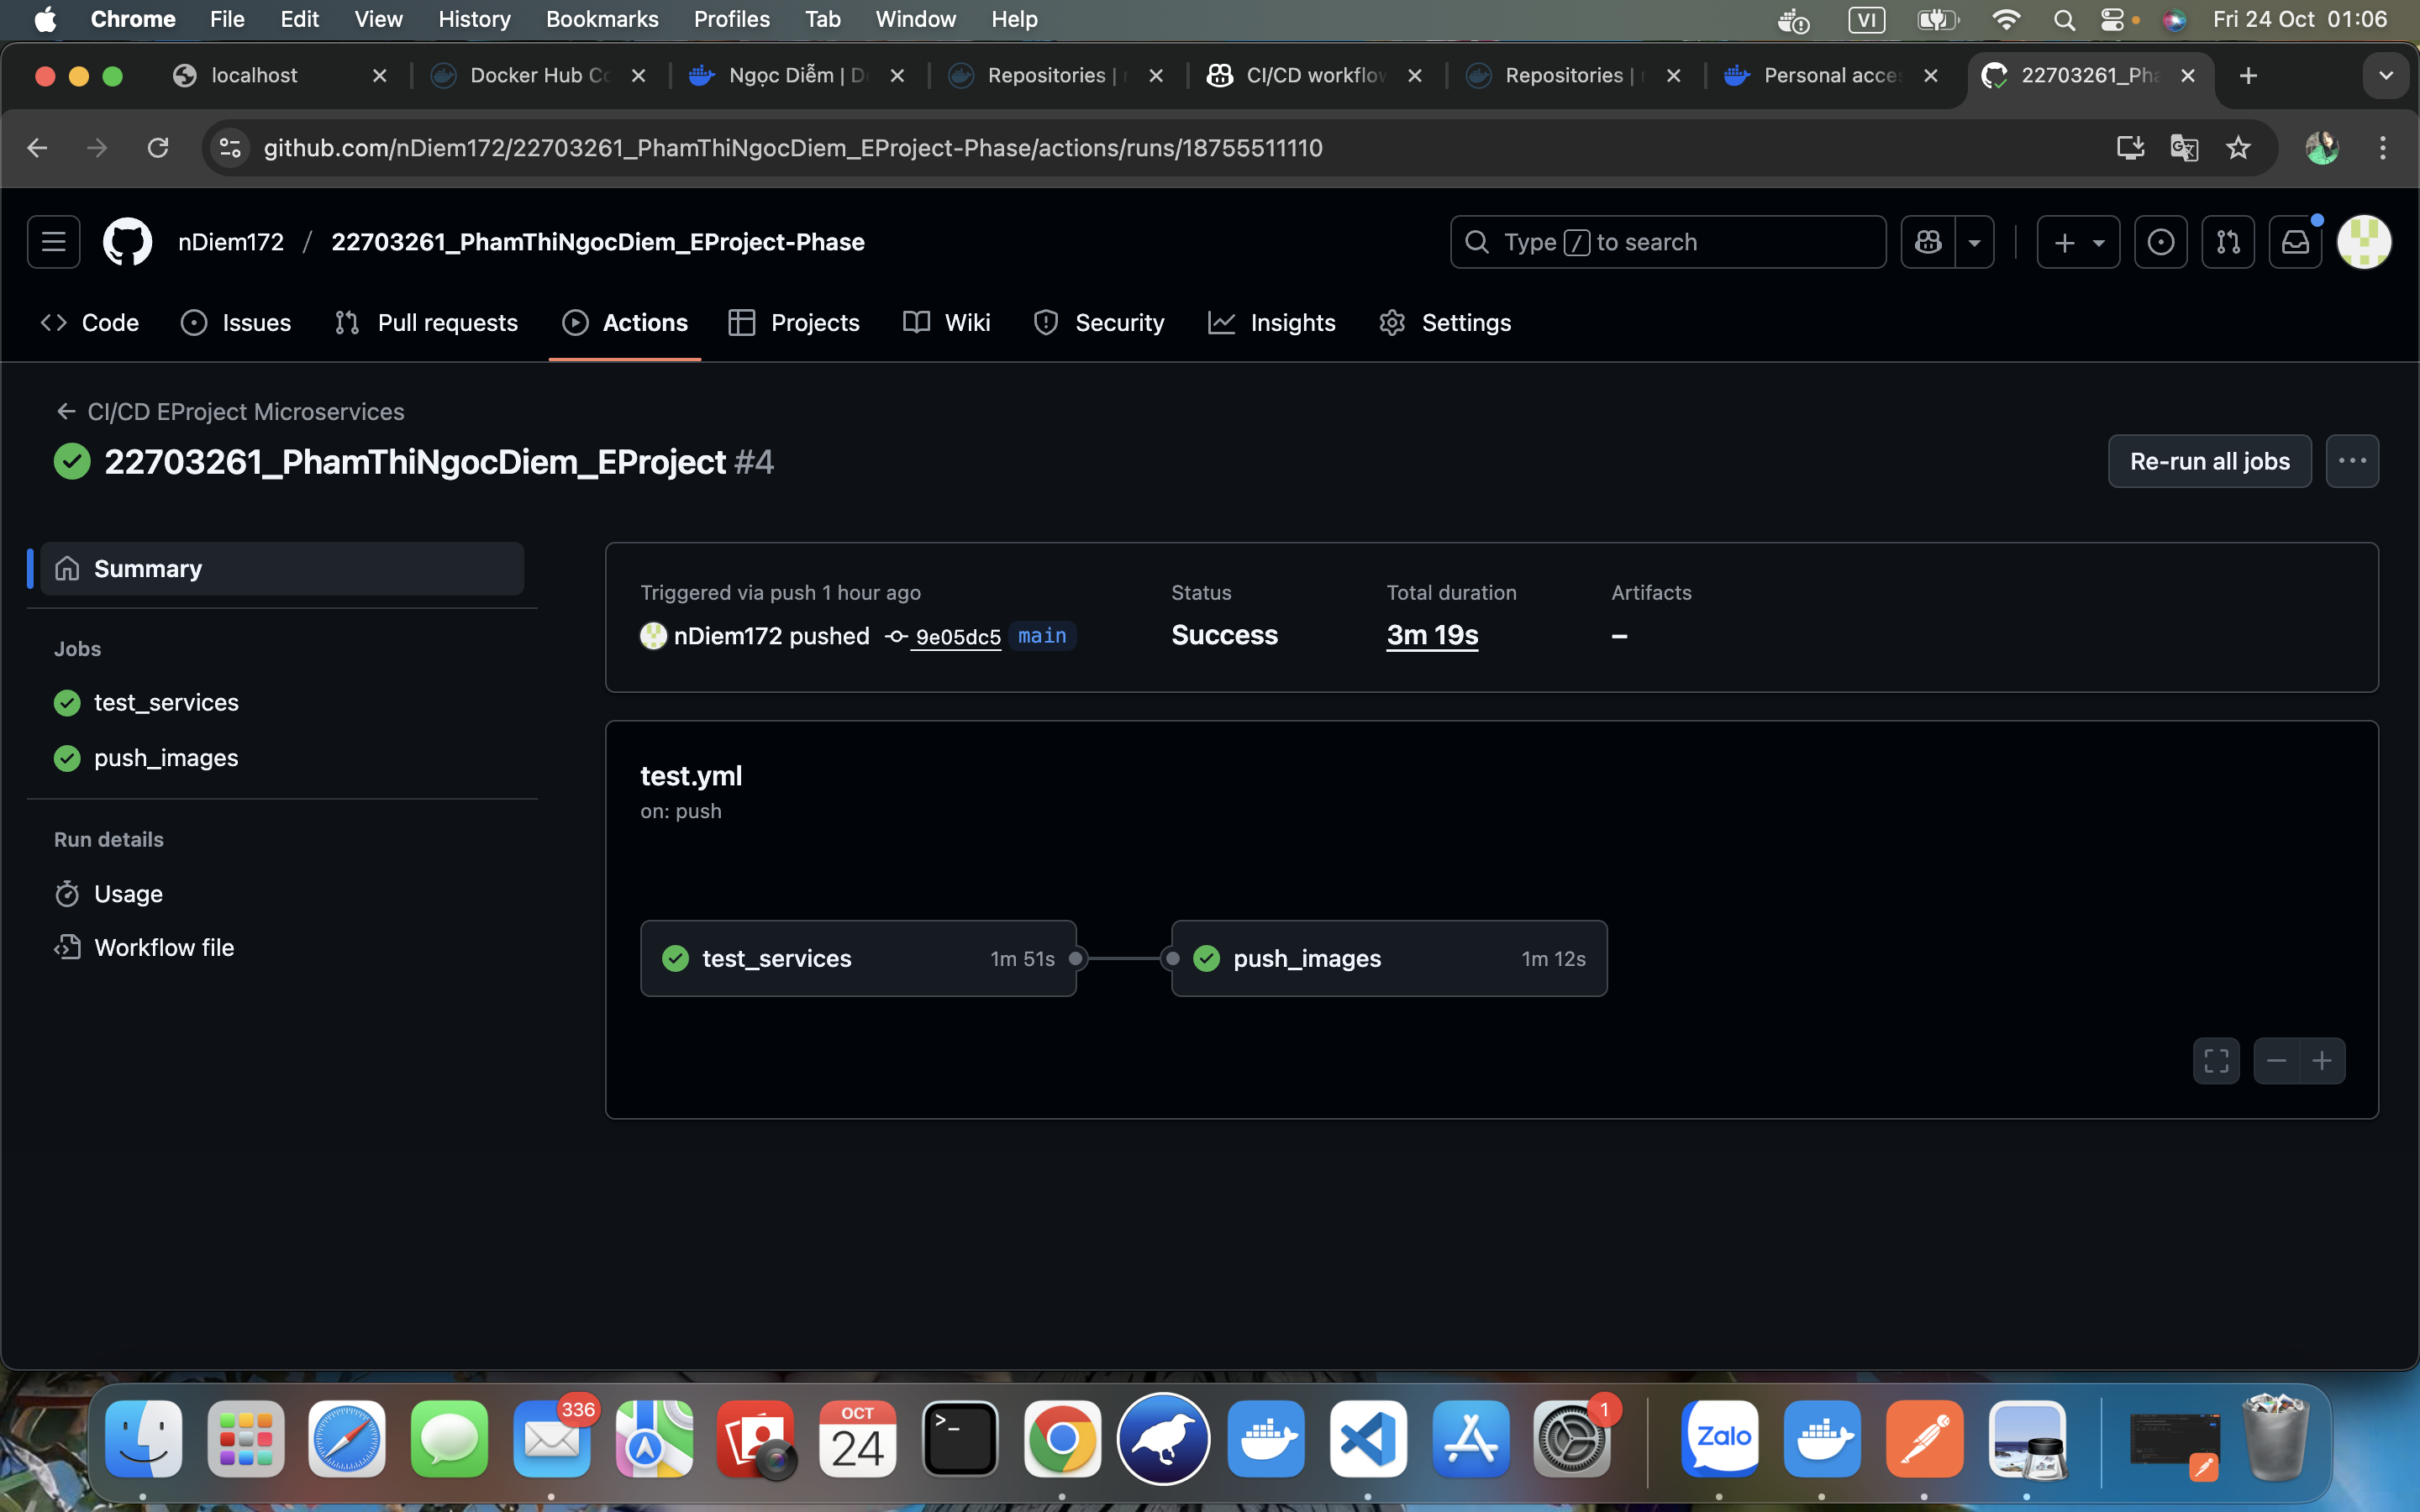 Chrome File Edit View History Bookmarks Profiles Tab Window Help VI Fri 24 Oct 01:06
localhost Docker Hub Co Ngọc Diễm | D Repositories | CI/CD workflow Repositories | Personal acces 22703261_Pha
github.com/nDiem172/22703261_PhamThiNgocDiem_EProject-Phase/actions/runs/18755511110
nDiem172 / 22703261_PhamThiNgocDiem_EProject-Phase Type / to search
Code Issues Pull requests Actions Projects Wiki Security Insights Settings
CI/CD EProject Microservices
22703261_PhamThiNgocDiem_EProject #4 Re-run all jobs
Summary
Jobs
test_services
push_images
Run details
Usage
Workflow file
Triggered via push 1 hour ago Status Total duration Artifacts
nDiem172 pushed 9e05dc5 main Success 3m 19s –
test.yml
on: push
test_services 1m 51s push_images 1m 12s
336 OCT 24 >_ 1 Zalo